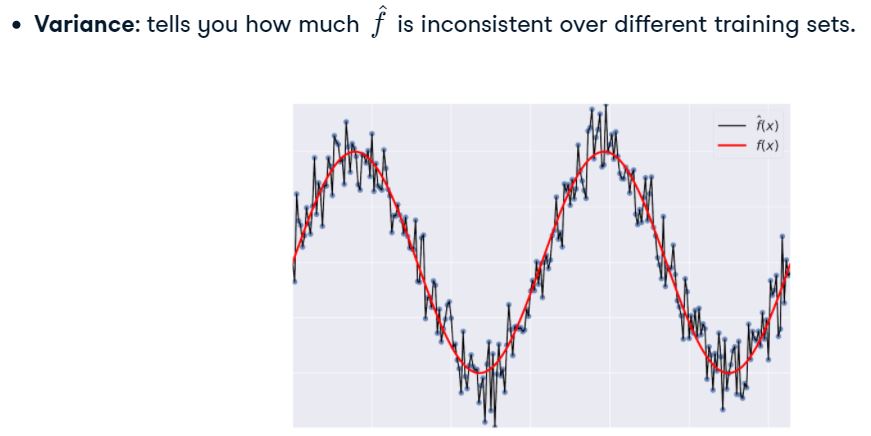 • Variance: tells you how much f̂ is inconsistent over different training sets.
f̂(x)
f(x)